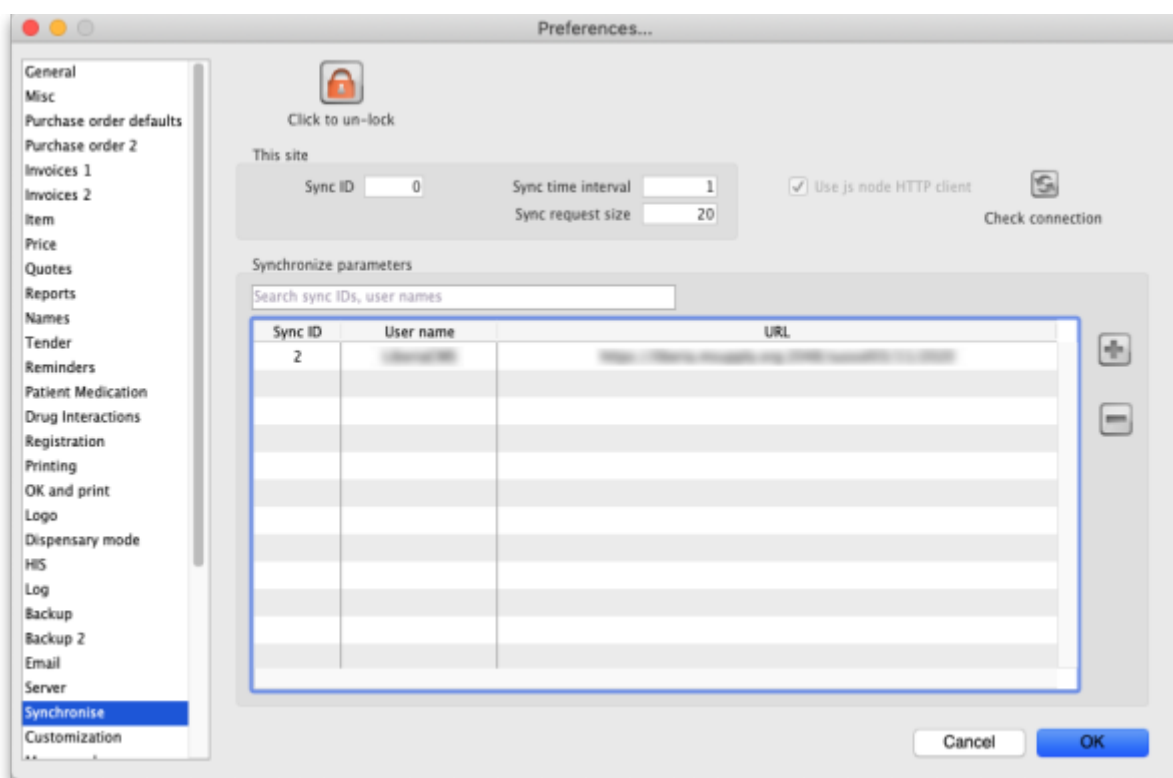 Preferences...
General
Misc
Purchase order defaults
Purchase order 2
Invoices 1
Invoices 2
Item
Price
Quotes
Reports
Names
Tender
Reminders
Patient Medication
Drug Interactions
Registration
Printing
OK and print
Logo
Dispensary mode
HIS
Log
Backup
Backup 2
Email
Server
Synchronise
Customization
Click to un-lock
This site
Sync ID 0
Sync time interval 1
Sync request size 20
Use js node HTTP client
Check connection
Synchronize parameters
Search sync IDs, user names
Sync ID User name URL
2
Cancel OK